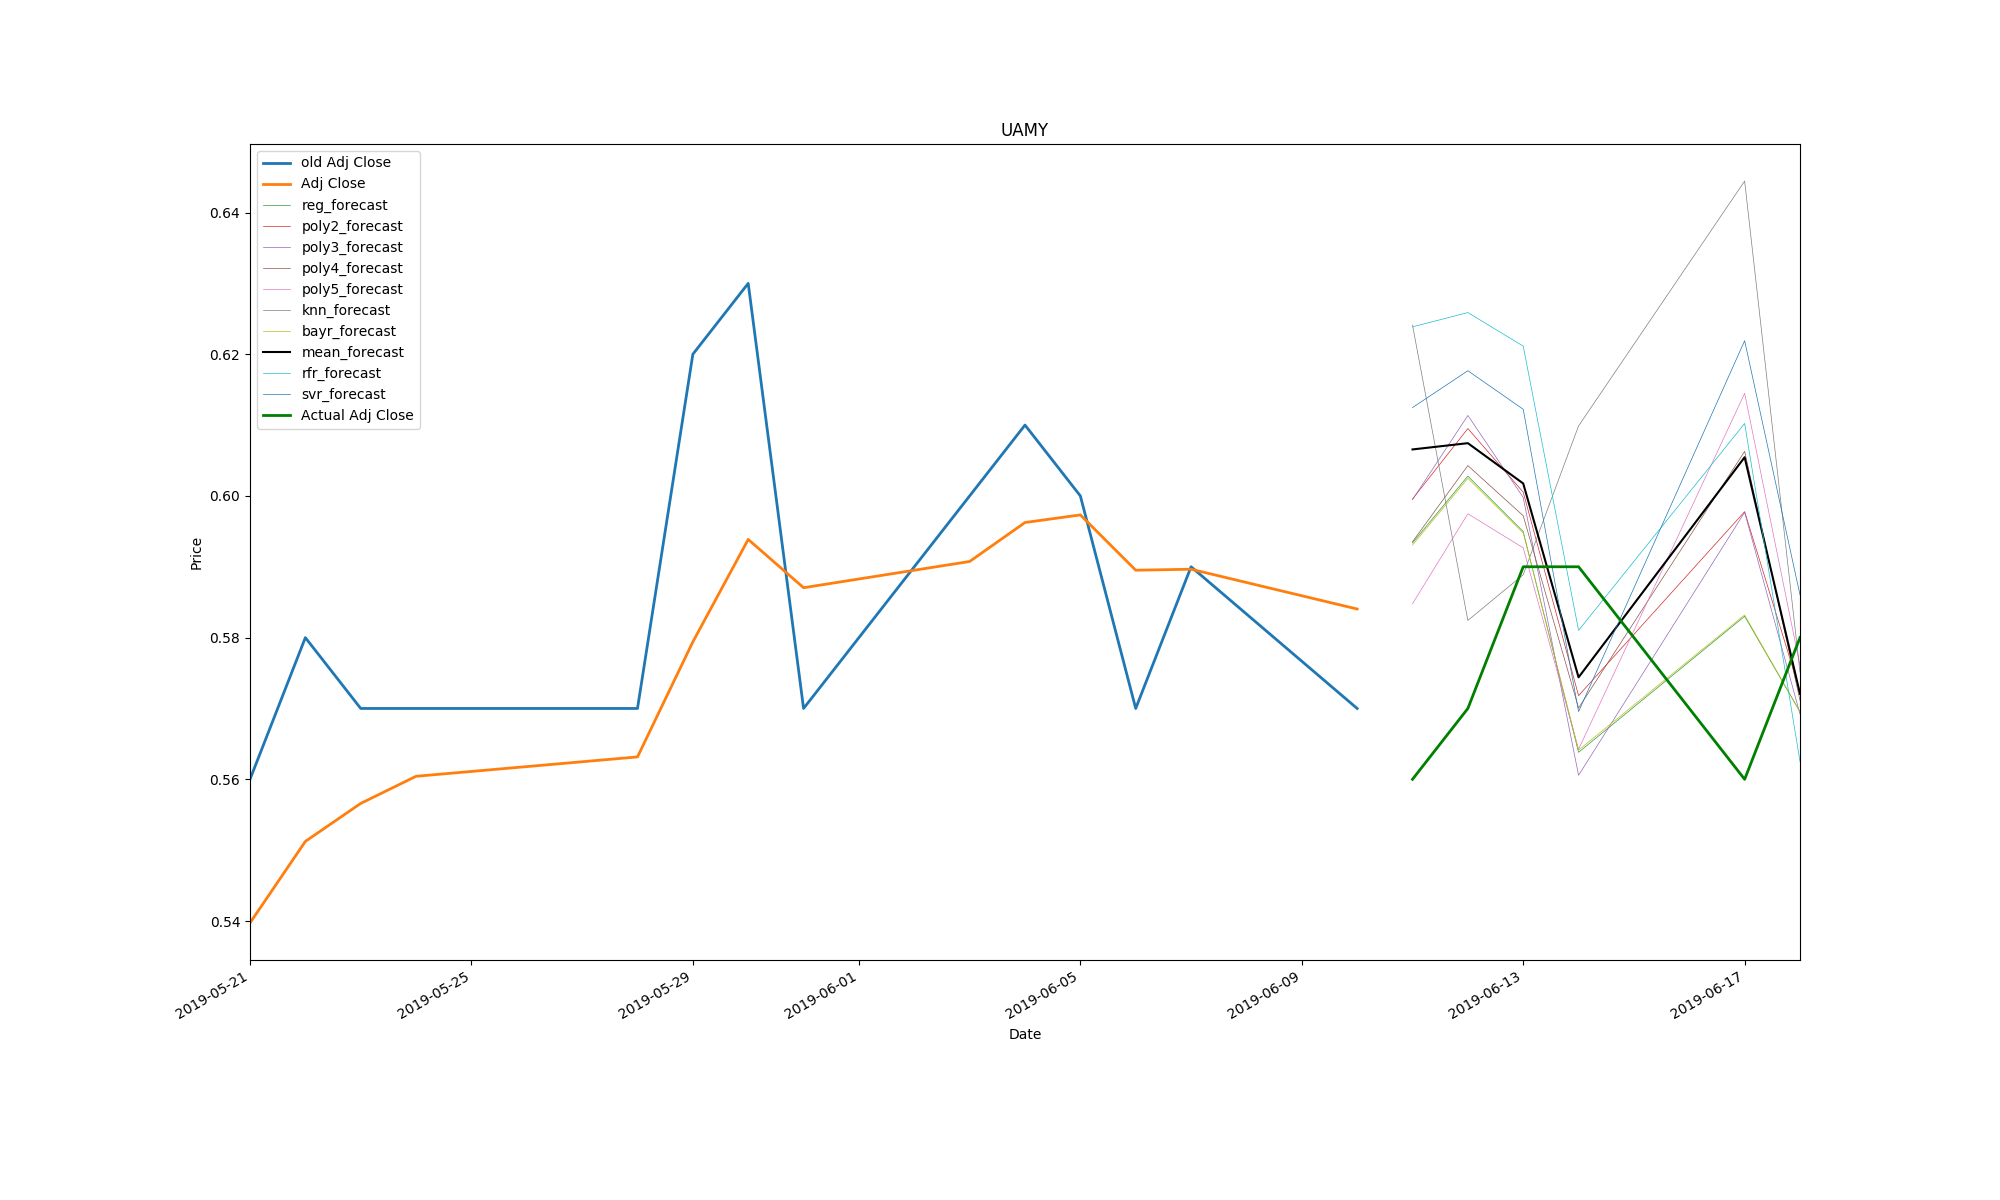 UAMY
old Adj Close
Adj Close
reg_forecast
poly2_forecast
poly3_forecast
poly4_forecast
poly5_forecast
knn_forecast
bayr_forecast
mean_forecast
rfr_forecast
svr_forecast
Actual Adj Close
0.64
0.62
0.60
0.58
0.56
0.54
Price
2019-05-21
2019-05-25
2019-05-29
2019-06-01
2019-06-05
2019-06-09
2019-06-13
2019-06-17
Date